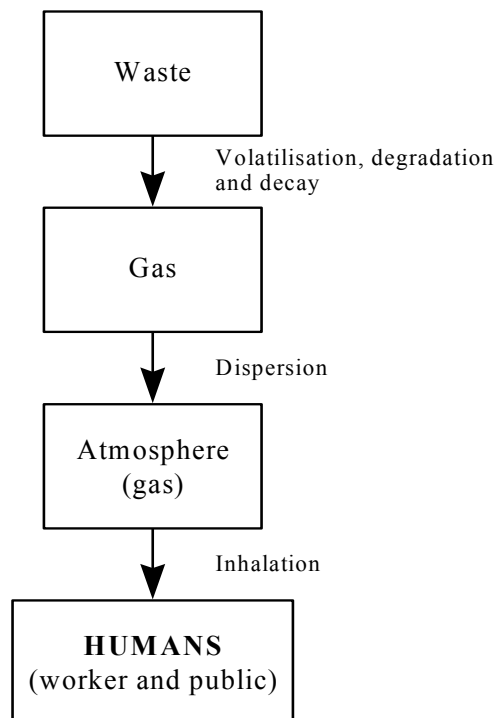 Waste
Volatilisation, degradation
and decay
Gas
Dispersion
Atmosphere
(gas)
Inhalation
HUMANS
(worker and public)